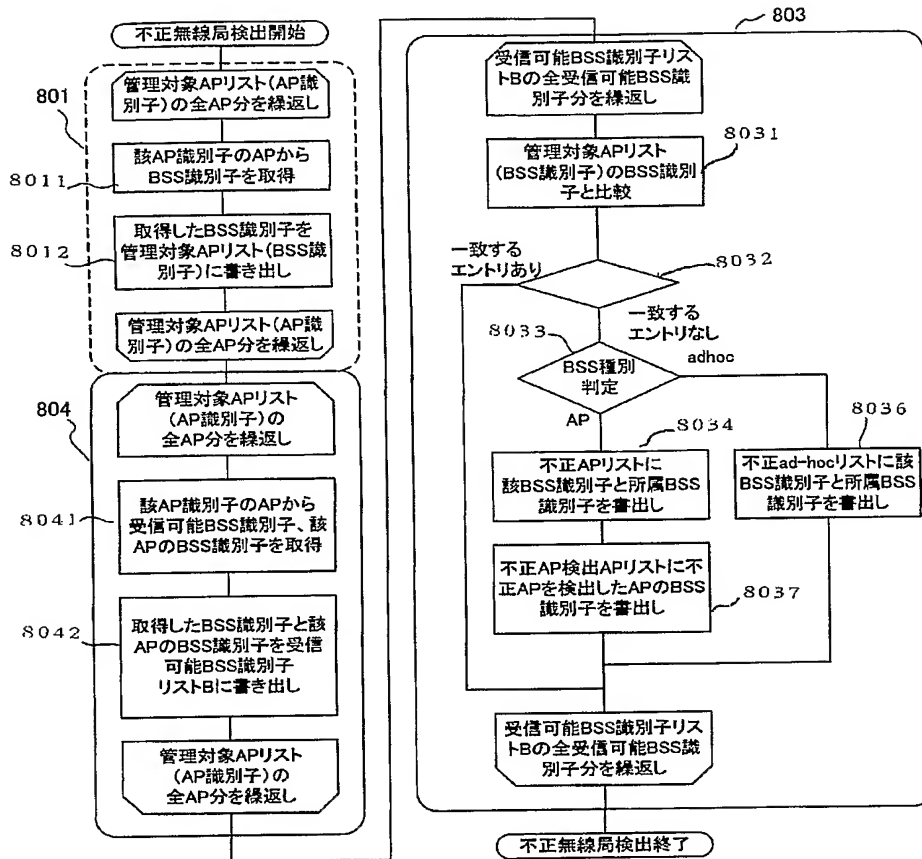 不正無線局検出開始
801
管理対象APリスト(AP識
別子)の全AP分を繰返し
8011
該AP識別子のAPから
BSS識別子を取得
8012
取得したBSS識別子を
管理対象APリスト(BSS識
別子)に書き出し
管理対象APリスト(AP識
別子)の全AP分を繰返し
804
管理対象APリスト
(AP識別子)の
全AP分を繰返し
8041
該AP識別子のAPから
受信可能BSS識別子、該
APのBSS識別子を取得
8042
取得したBSS識別子と該
APのBSS識別子を受信
可能BSS識別子
リストBに書き出し
管理対象APリスト
(AP識別子)の
全AP分を繰返し
803
受信可能BSS識別子リス
トBの全受信可能BSS識
別子分を繰返し
8031
管理対象APリスト
(BSS識別子)のBSS識別
子と比較
一致する
エントリあり
8032
一致する
エントリなし
8033
BSS種別
判定
adhoc
AP
8034
不正APリストに
該BSS識別子と所属BSS
識別子を書出し
8036
不正ad-hocリストに該
BSS識別子と所属BSS
識別子を書出し
不正AP検出APリストに不
正APを検出したAPのBSS
識別子を書出し
8037
受信可能BSS識別子リス
トBの全受信可能BSS識
別子分を繰返し
不正無線局検出終了